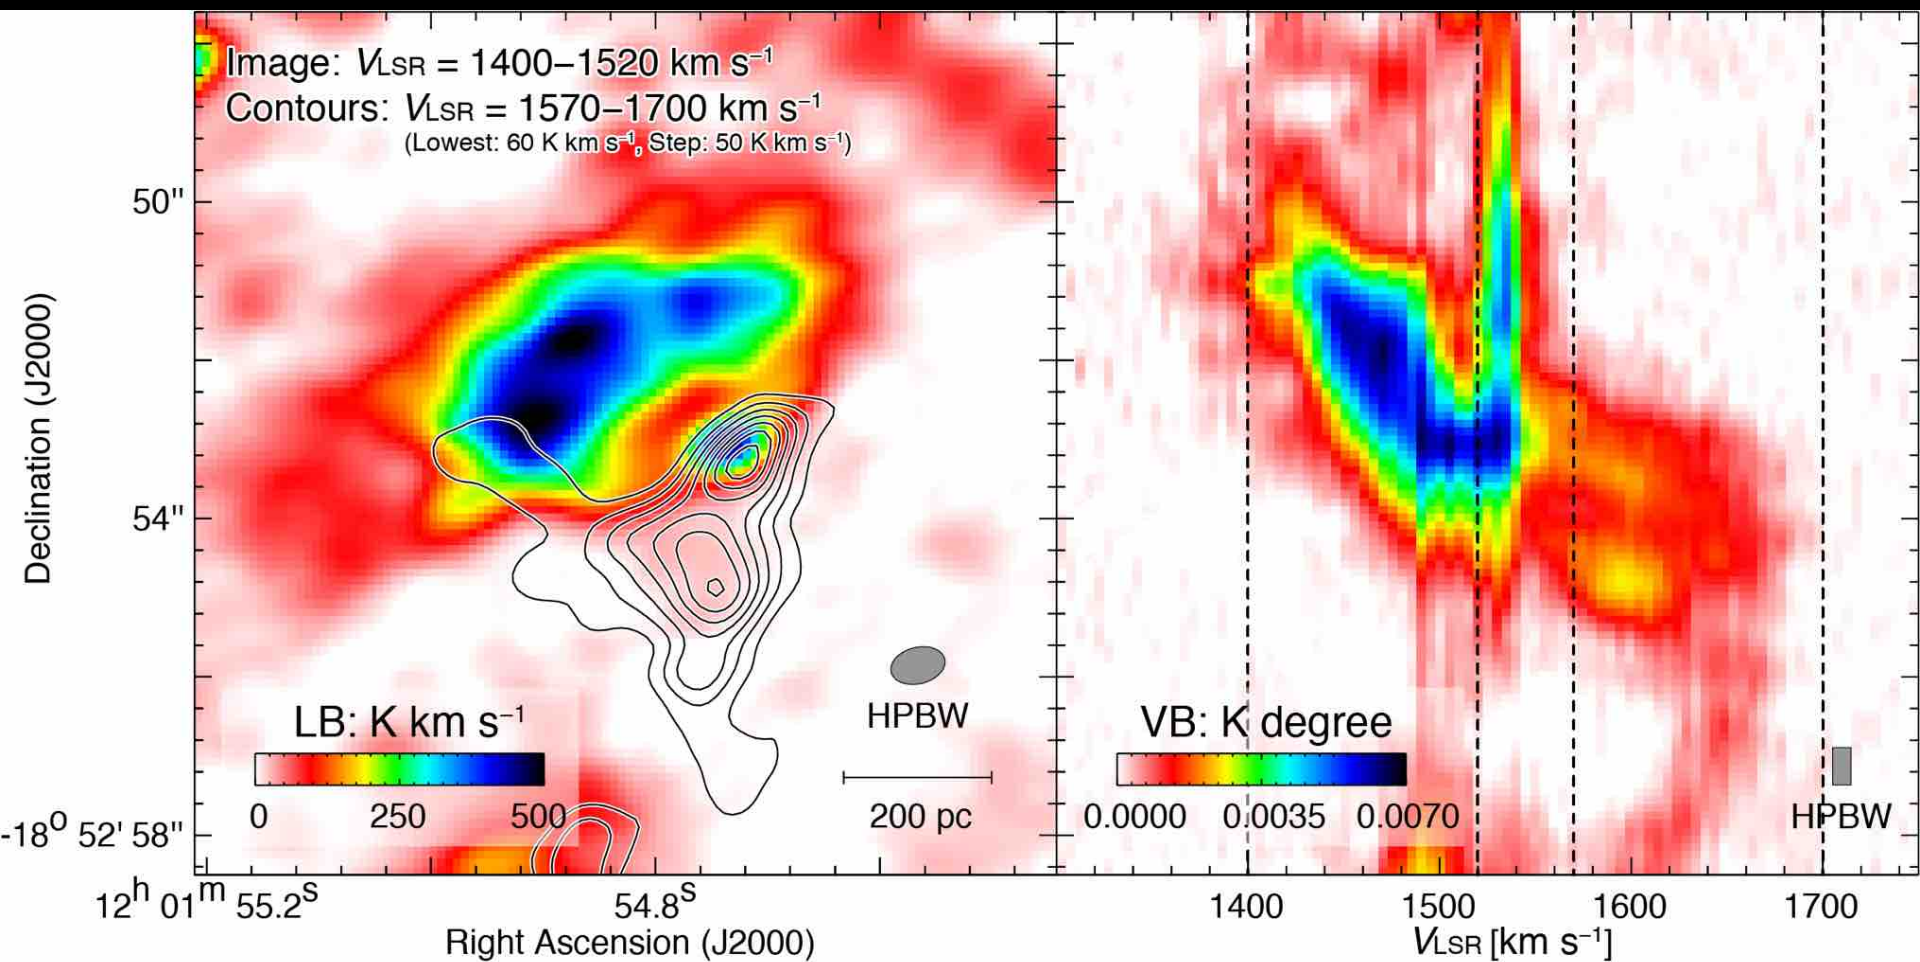 Image: VLSR = 1400–1520 km s⁻¹
Contours: VLSR = 1570–1700 km s⁻¹
(Lowest: 60 K km s⁻¹, Step: 50 K km s⁻¹)
50"
54"
-18° 52' 58"
Declination (J2000)
LB: K km s⁻¹
0 250 500
HPBW
200 pc
12ʰ 01ᵐ 55.2ˢ 54.8ˢ
Right Ascension (J2000)
VB: K degree
0.0000 0.0035 0.0070
HPBW
1400 1500 1600 1700
VLSR [km s⁻¹]